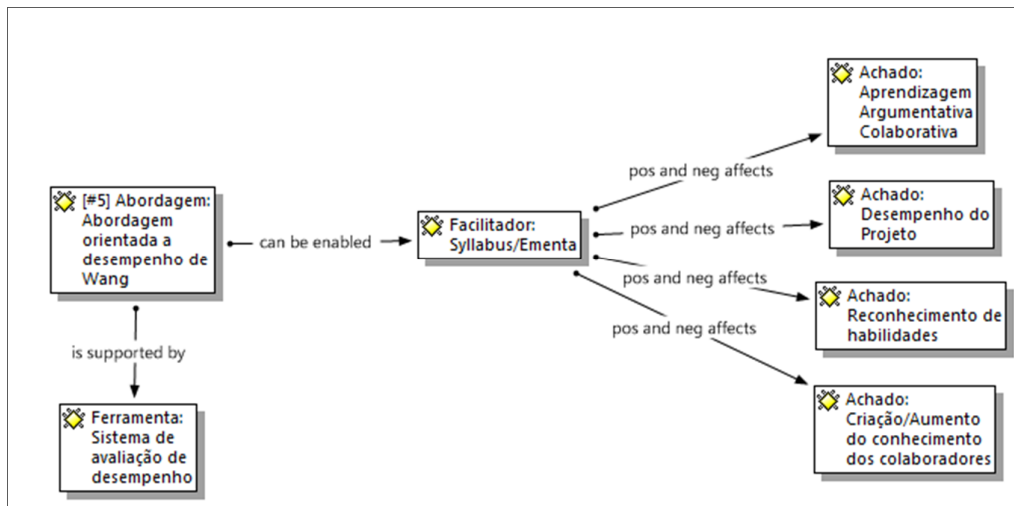 [#5] Abordagem:
Abordagem
orientada a
desempenho de
Wang
can be enabled
is supported by
Ferramenta:
Sistema de
avaliação de
desempenho
Facilitador:
Syllabus/Ementa
pos and neg affects
Achado:
Aprendizagem
Argumentativa
Colaborativa
pos and neg affects
Achado:
Desempenho do
Projeto
pos and neg affects
Achado:
Reconhecimento de
habilidades
pos and neg affects
Achado:
Criação/Aumento
do conhecimento
dos colaboradores